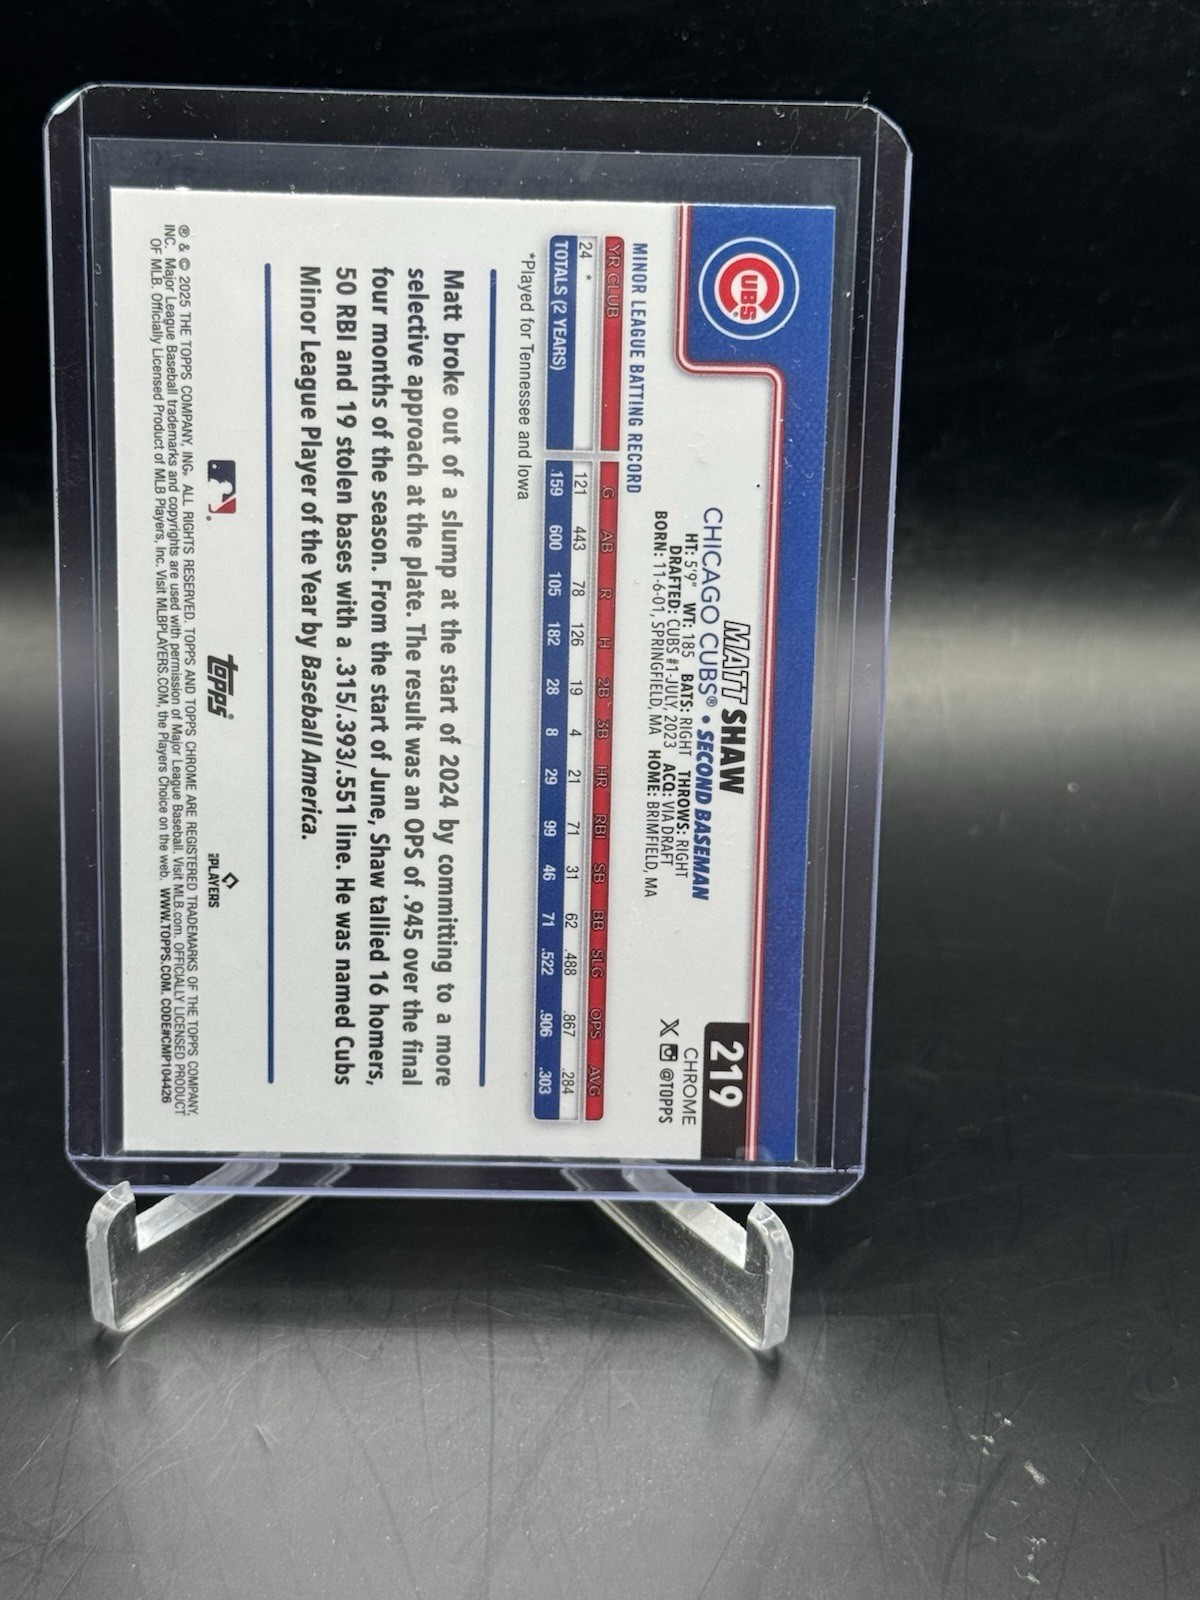 CUBS
219
MATT SHAW
CHICAGO CUBS® • SECOND BASEMAN
CHROME
HT: 5'9" WT: 185 BATS: RIGHT THROWS: RIGHT
DRAFTED: CUBS #1-JULY, 2023 ACQ: VIA DRAFT
BORN: 11-6-01, SPRINGFIELD, MA HOME: BRIMFIELD, MA
X @TOPPS
MINOR LEAGUE BATTING RECORD
YR CLUB G AB R H 2B 3B HR RBI SB BB SLG OPS AVG
24 * 121 443 78 126 19 4 21 71 31 62 .488 .867 .284
TOTALS (2 YEARS) 159 600 105 182 28 8 29 99 46 71 .522 .906 .303
*Played for Tennessee and Iowa
Matt broke out of a slump at the start of 2024 by committing to a more
selective approach at the plate. The result was an OPS of .945 over the final
four months of the season. From the start of June, Shaw tallied 16 homers,
50 RBI and 19 stolen bases with a .315/.393/.551 line. He was named Cubs
Minor League Player of the Year by Baseball America.
topps® PLAYERS
® & © 2025 THE TOPPS COMPANY, INC. ALL RIGHTS RESERVED. TOPPS AND TOPPS CHROME ARE REGISTERED TRADEMARKS OF THE TOPPS COMPANY,
INC. Major League Baseball trademarks and copyrights are used with permission of Major League Baseball. Visit MLB.com. OFFICIALLY LICENSED PRODUCT
OF MLB. Officially Licensed Product of MLB Players, Inc. Visit MLBPLAYERS.COM, the Players Choice on the web. WWW.TOPPS.COM. CODE#CMP104426